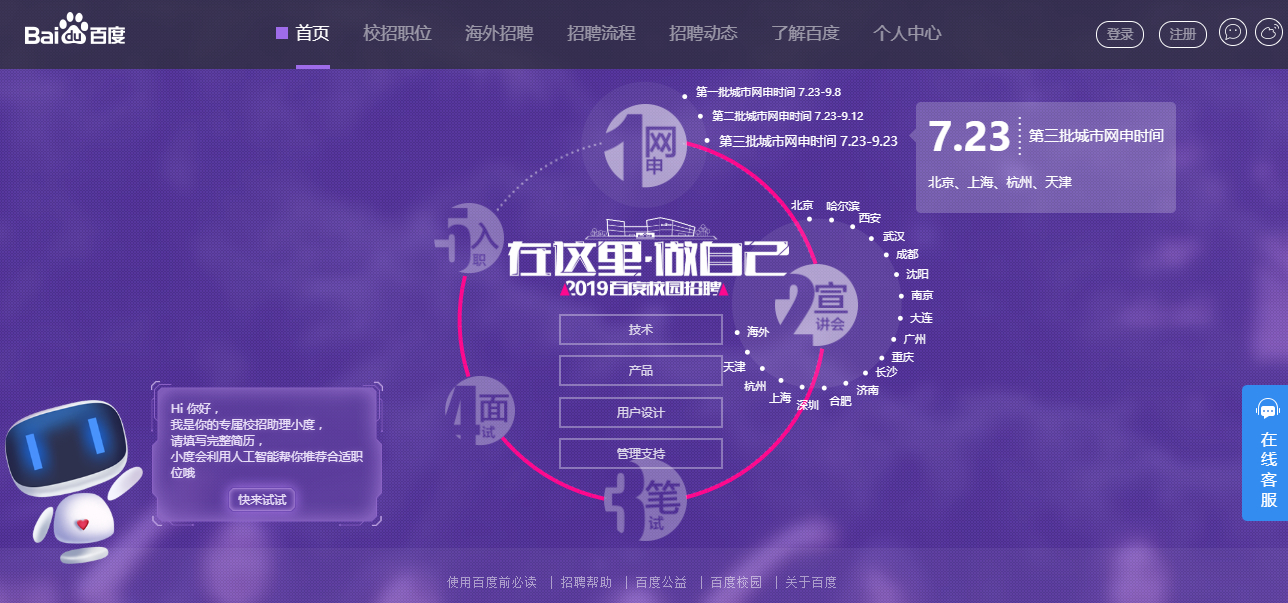 Bai du 百度
首页 校招职位 海外招聘 招聘流程 招聘动态 了解百度 个人中心
登录 注册
第一批城市网申时间 7.23-9.8
第二批城市网申时间 7.23-9.12
第三批城市网申时间 7.23-9.23
7.23 第三批城市网申时间
北京、上海、杭州、天津
1 网申
2 宣讲会
3 笔试
4 面试
5 入职
在这里·做自己
2019百度校园招聘
技术
产品
用户设计
管理支持
北京
哈尔滨
西安
武汉
成都
沈阳
南京
大连
广州
重庆
长沙
济南
合肥
深圳
上海
杭州
天津
海外
Hi 你好，
我是你的专属校招助理小度，
请填写完整简历，
小度会利用人工智能帮你推荐合适职
位哦
快来试试
在线客服
使用百度前必读 | 招聘帮助 | 百度公益 | 百度校园 | 关于百度